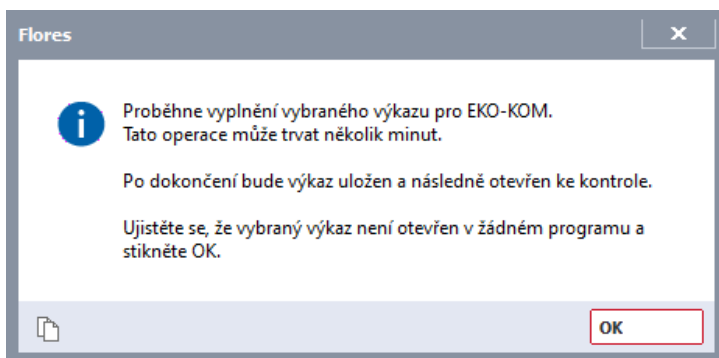 Flores
Proběhne vyplnění vybraného výkazu pro EKO-KOM.
Tato operace může trvat několik minut.
Po dokončení bude výkaz uložen a následně otevřen ke kontrole.
Ujistěte se, že vybraný výkaz není otevřen v žádném programu a
stikněte OK.
OK